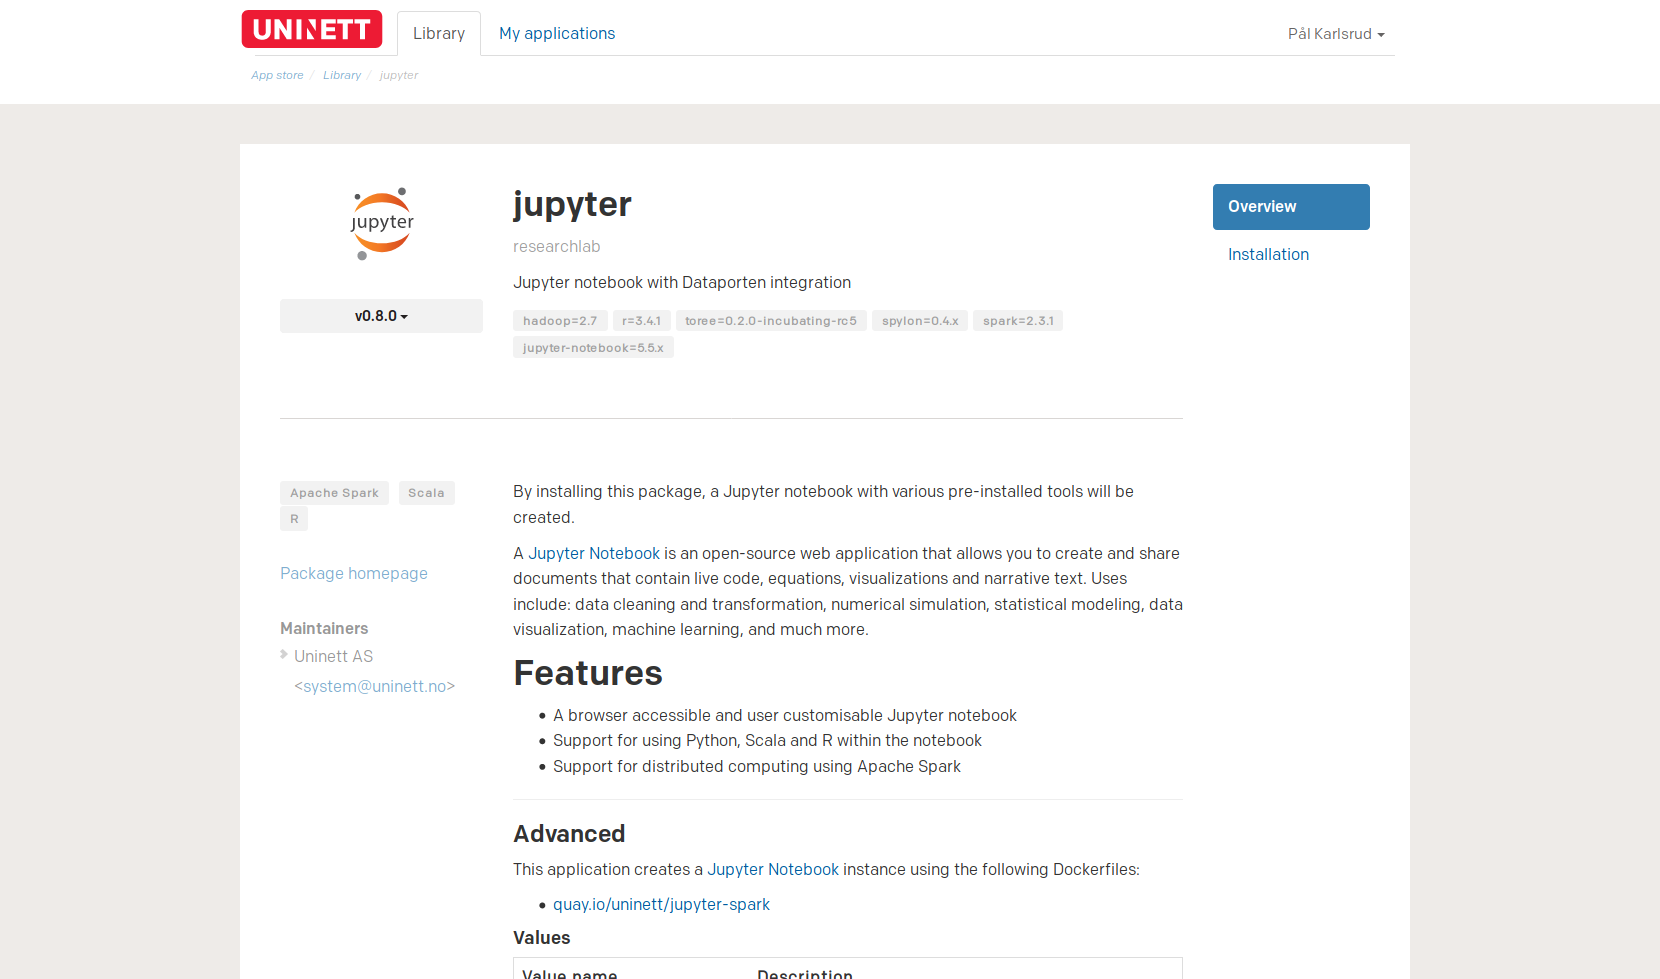 UNINETT
Library
My applications
Pål Karlsrud
App store / Library / jupyter
jupyter
v0.8.0
jupyter
researchlab
Jupyter notebook with Dataporten integration
hadoop=2.7 r=3.4.1 toree=0.2.0-incubating-rc5 spylon=0.4.x spark=2.3.1
jupyter-notebook=5.5.x
Overview
Installation
Apache Spark Scala
R
Package homepage
Maintainers
Uninett AS
<system@uninett.no>
By installing this package, a Jupyter notebook with various pre-installed tools will be
created.
A Jupyter Notebook is an open-source web application that allows you to create and share
documents that contain live code, equations, visualizations and narrative text. Uses
include: data cleaning and transformation, numerical simulation, statistical modeling, data
visualization, machine learning, and much more.
Features
• A browser accessible and user customisable Jupyter notebook
• Support for using Python, Scala and R within the notebook
• Support for distributed computing using Apache Spark
Advanced
This application creates a Jupyter Notebook instance using the following Dockerfiles:
• quay.io/uninett/jupyter-spark
Values
Value name Description